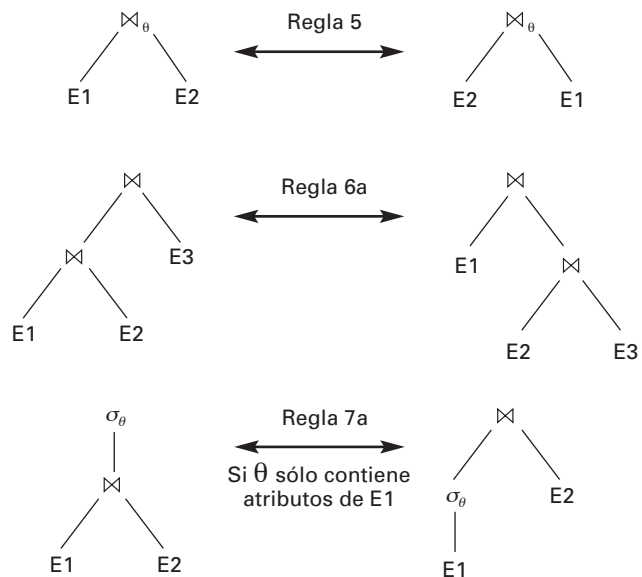 ⋈θ Regla 5 ⋈θ
E1 E2 E2 E1
⋈ Regla 6a ⋈
⋈ E3 E1 ⋈
E1 E2 E2 E3
σθ Regla 7a ⋈
Si θ sólo contiene
atributos de E1
⋈ σθ E2
E1 E2 E1